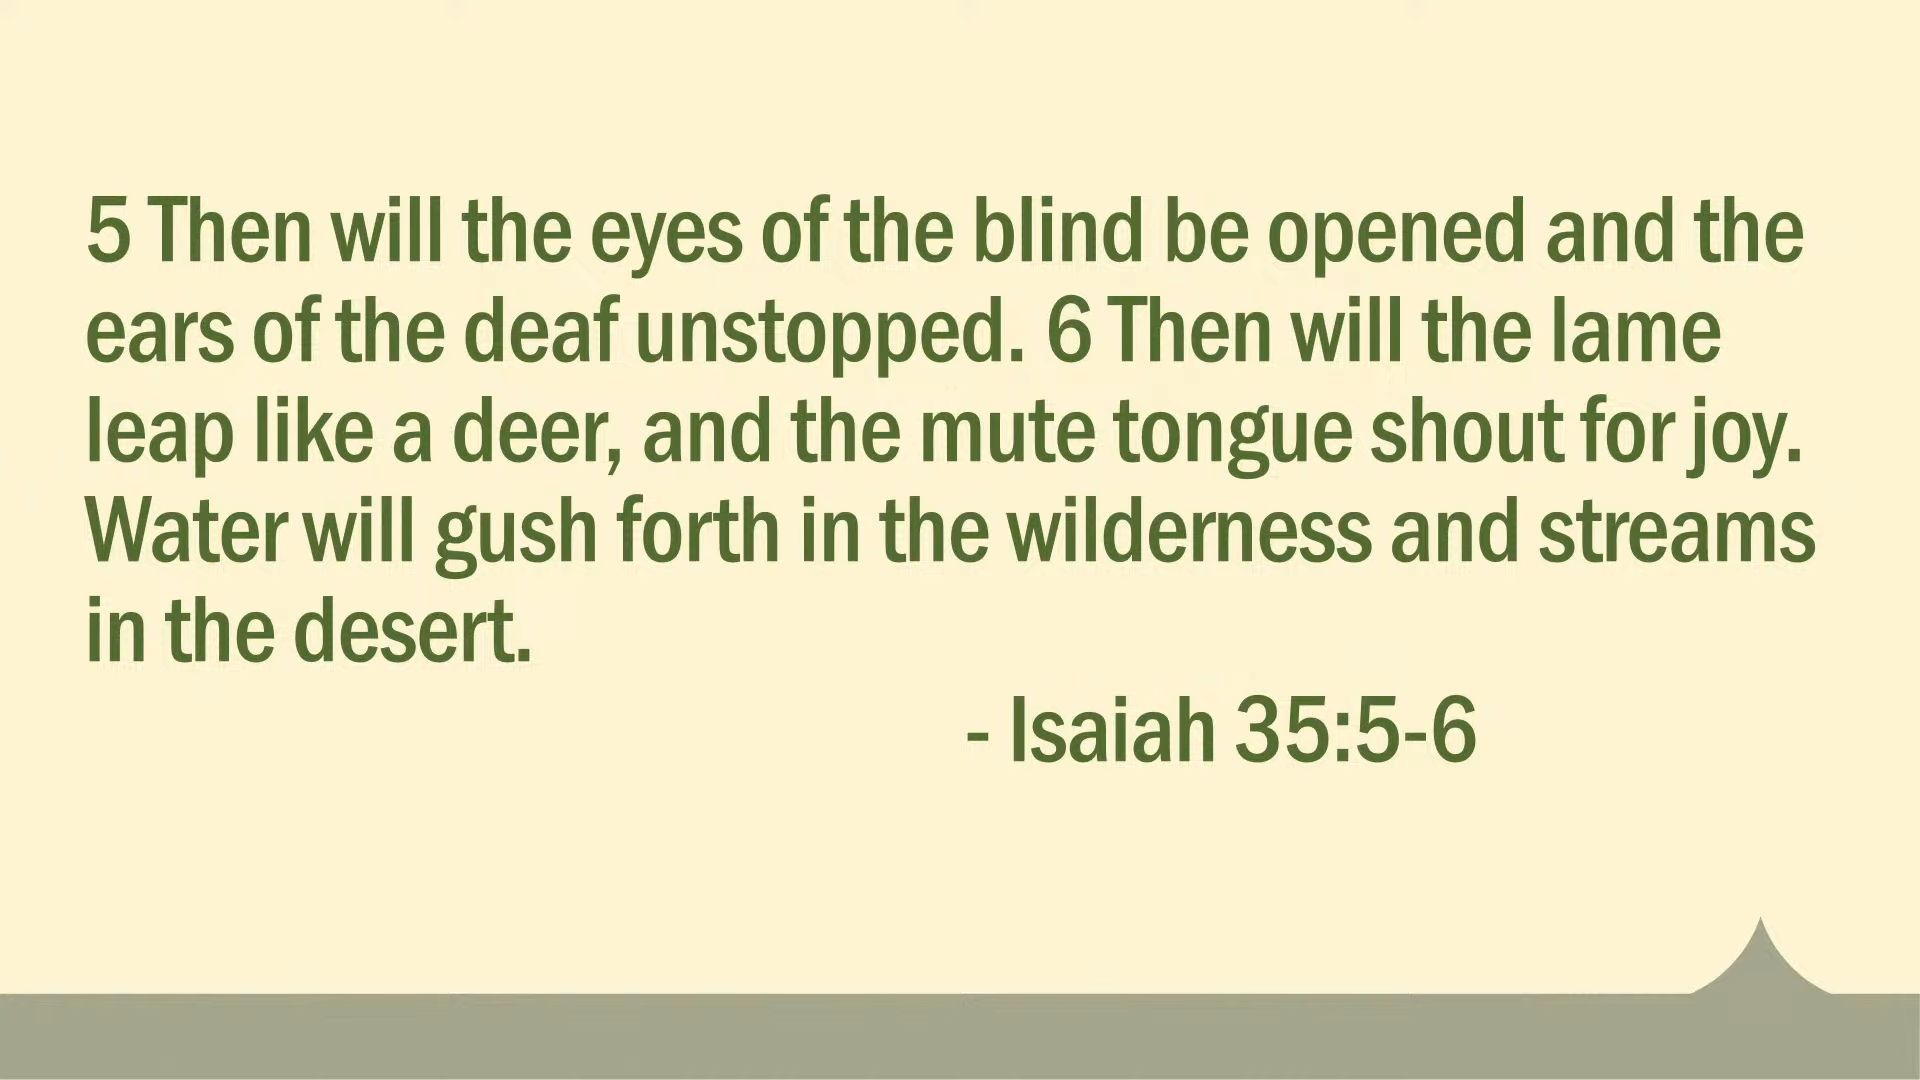 5 Then will the eyes of the blind be opened and the
ears of the deaf unstopped. 6 Then will the lame
leap like a deer, and the mute tongue shout for joy.
Water will gush forth in the wilderness and streams
in the desert.
- Isaiah 35:5-6